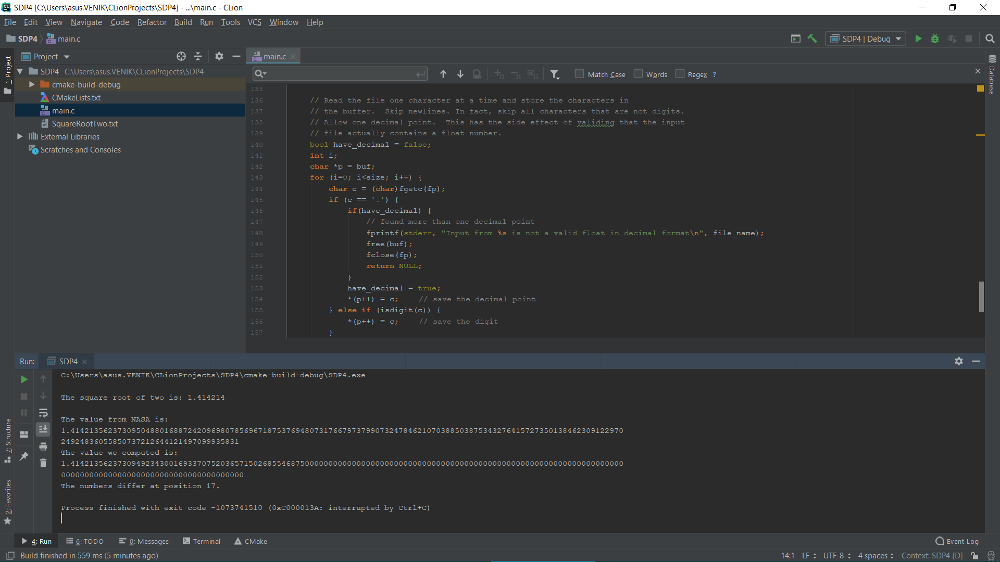 SDP4 [C:\Users\asus.VENIK\CLionProjects\SDP4] - ...\main.c - CLion
File Edit View Navigate Code Refactor Build Run Tools VCS Window Help
SDP4 main.c
SDP4 | Debug
1: Project
Project
SDP4 C:\Users\asus.VENIK\CLionProjects\SDP4
cmake-build-debug
CMakeLists.txt
main.c
SquareRootTwo.txt
External Libraries
Scratches and Consoles
main.c
Match Case Words Regex ?
Database
135
136 // Read the file one character at a time and store the characters in
137 // the buffer.  Skip newlines. In fact, skip all characters that are not digits.
138 // Allow one decimal point.  This has the side effect of validing that the input
139 // file actually contains a float number.
140 bool have_decimal = false;
141 int i;
142 char *p = buf;
143 for (i=0; i<size; i++) {
144 char c = (char)fgetc(fp);
145 if (c == '.') {
146 if(have_decimal) {
147 // found more than one decimal point
148 fprintf(stderr, "Input from %s is not a valid float in decimal format\n", file_name);
149 free(buf);
150 fclose(fp);
151 return NULL;
152 }
153 have_decimal = true;
154 *(p++) = c;    // save the decimal point
155 } else if (isdigit(c)) {
156 *(p++) = c;    // save the digit
157 }
Run: SDP4
C:\Users\asus.VENIK\CLionProjects\SDP4\cmake-build-debug\SDP4.exe
The square root of two is: 1.414214
The value from NASA is:
1.41421356237309504880168872420969807856967187537694807317667973799073247846210703885038753432764157273501384623091229​70
249248360558507372126441214970999​35831
The value we computed is:
1.41421356237309492343001693370752036571502685546875000000000000000000000000000000000000000000000000000000000000000000
000000000000000000000000000000000000000
The numbers differ at position 17.
Process finished with exit code -1073741510 (0xC000013A: interrupted by Ctrl+C)
7: Structure
2: Favorites
4: Run 6: TODO 0: Messages Terminal CMake Event Log
Build finished in 559 ms (5 minutes ago) 14:1 LF UTF-8 4 spaces Context: SDP4 [D]